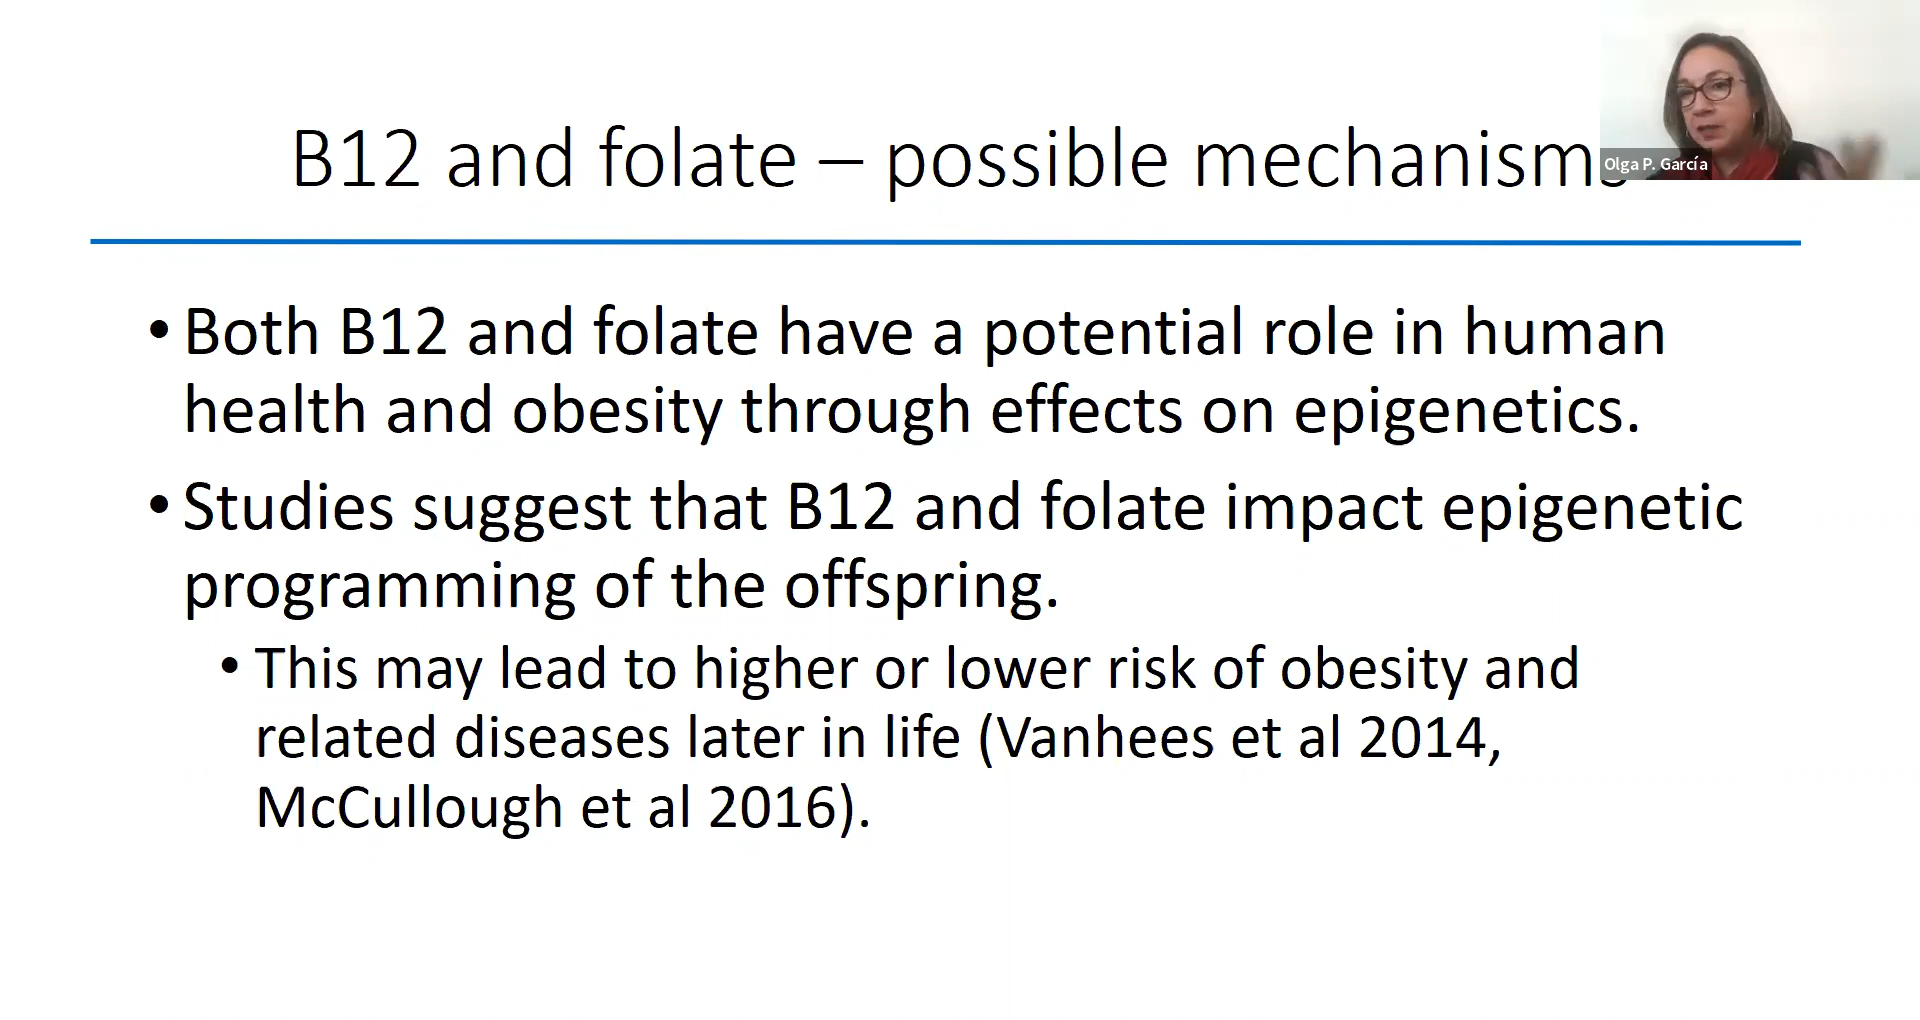 B12 and folate – possible mechanisms
Olga P. García
• Both B12 and folate have a potential role in human
health and obesity through effects on epigenetics.
• Studies suggest that B12 and folate impact epigenetic
programming of the offspring.
• This may lead to higher or lower risk of obesity and
related diseases later in life (Vanhees et al 2014,
McCullough et al 2016).